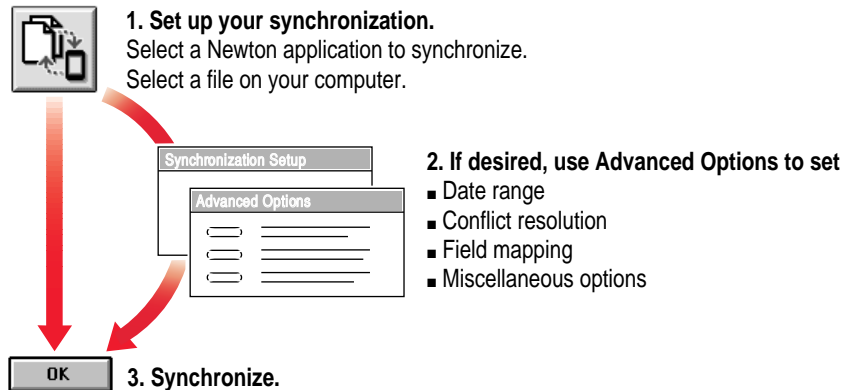 1. Set up your synchronization.
Select a Newton application to synchronize.
Select a file on your computer.
Synchronization Setup
Advanced Options
2. If desired, use Advanced Options to set
■ Date range
■ Conflict resolution
■ Field mapping
■ Miscellaneous options
OK
3. Synchronize.